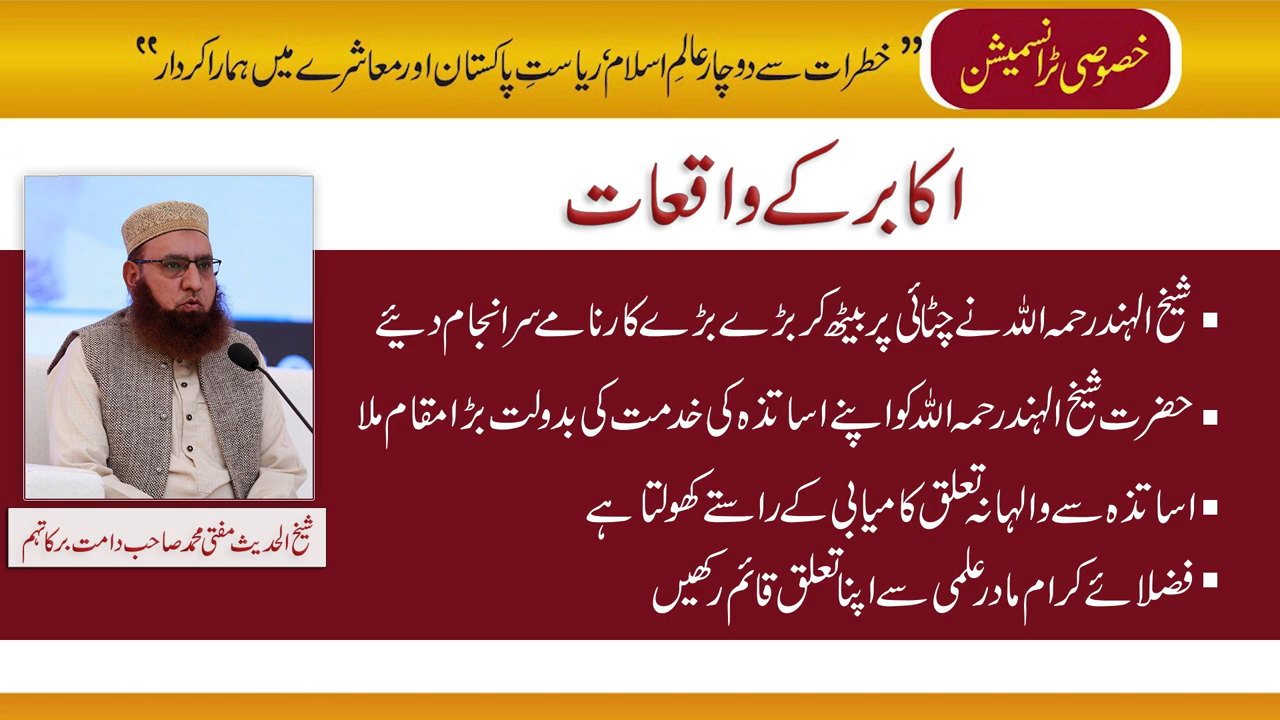 خصوصی ٹرانسمیشن
” خطرات سے دوچار عالمِ اسلام، ریاستِ پاکستان اور معاشرے میں ہمارا کردار “
اکابر کے واقعات
▪ شیخ الہند رحمہ اللہ نے چٹائی پر بیٹھ کر بڑے بڑے کارنامے سرانجام دیئے
▪ حضرت شیخ الہند رحمہ اللہ کو اپنے اساتذہ کی خدمت کی بدولت بڑا مقام ملا
▪ اساتذہ سے والہانہ تعلق کامیابی کے راستے کھولتا ہے
▪ فضلائے کرام مادر علمی سے اپنا تعلق قائم رکھیں
شیخ الحدیث مفتی محمد صاحب دامت برکاتہم